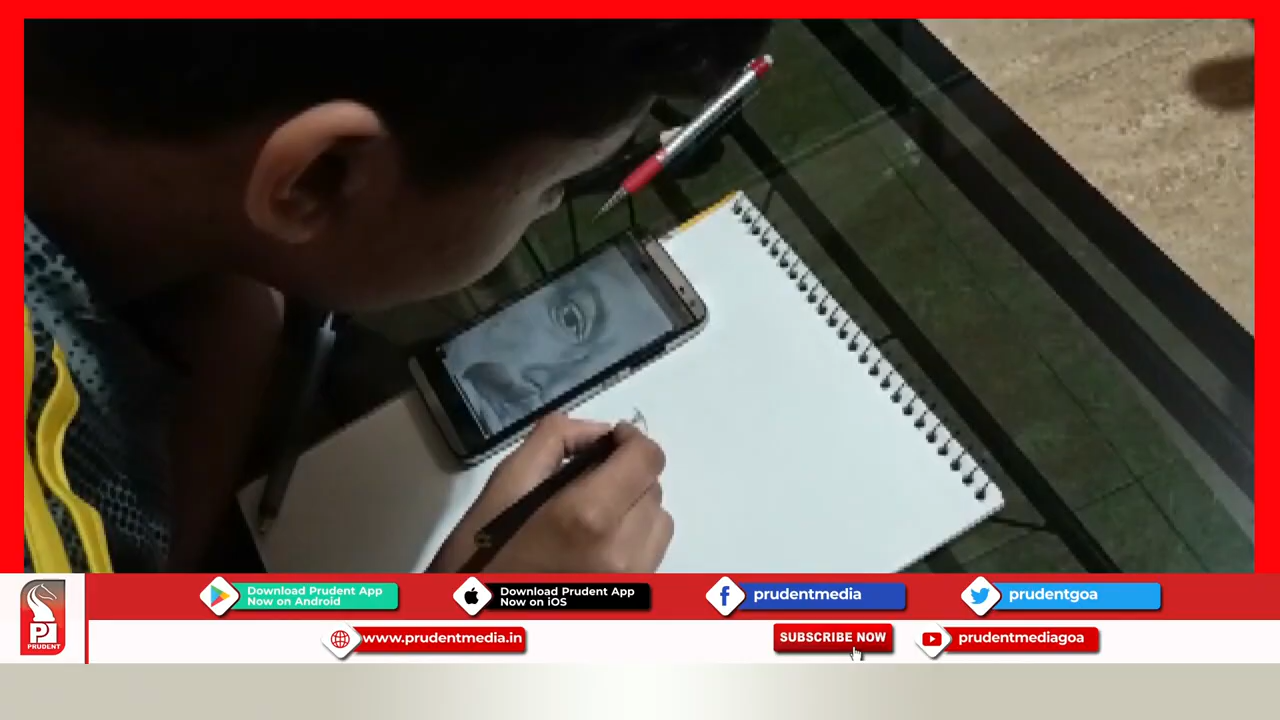 Download Prudent App
Now on Android
Download Prudent App
Now on iOS
prudentmedia
prudentgoa
PI
PRUDENT
www.prudentmedia.in
SUBSCRIBE NOW
prudentmediagoa